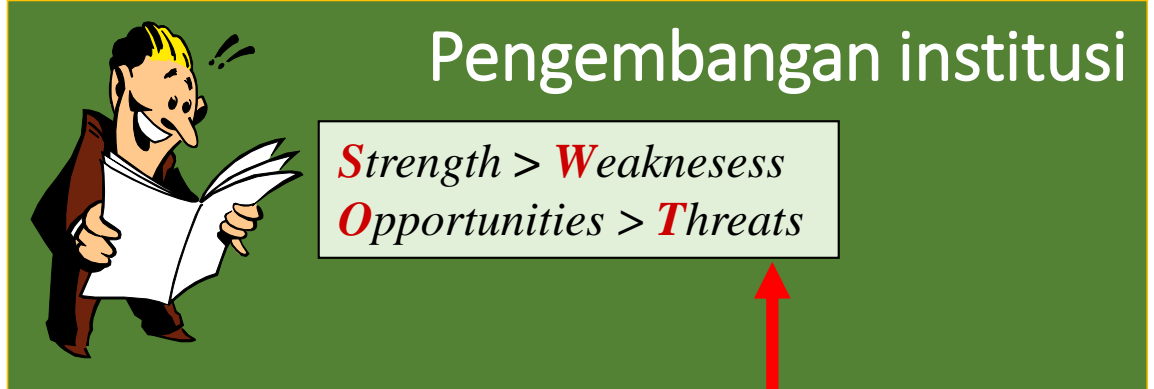 Pengembangan institusi
Strength > Weaknesess
Opportunities > Threats